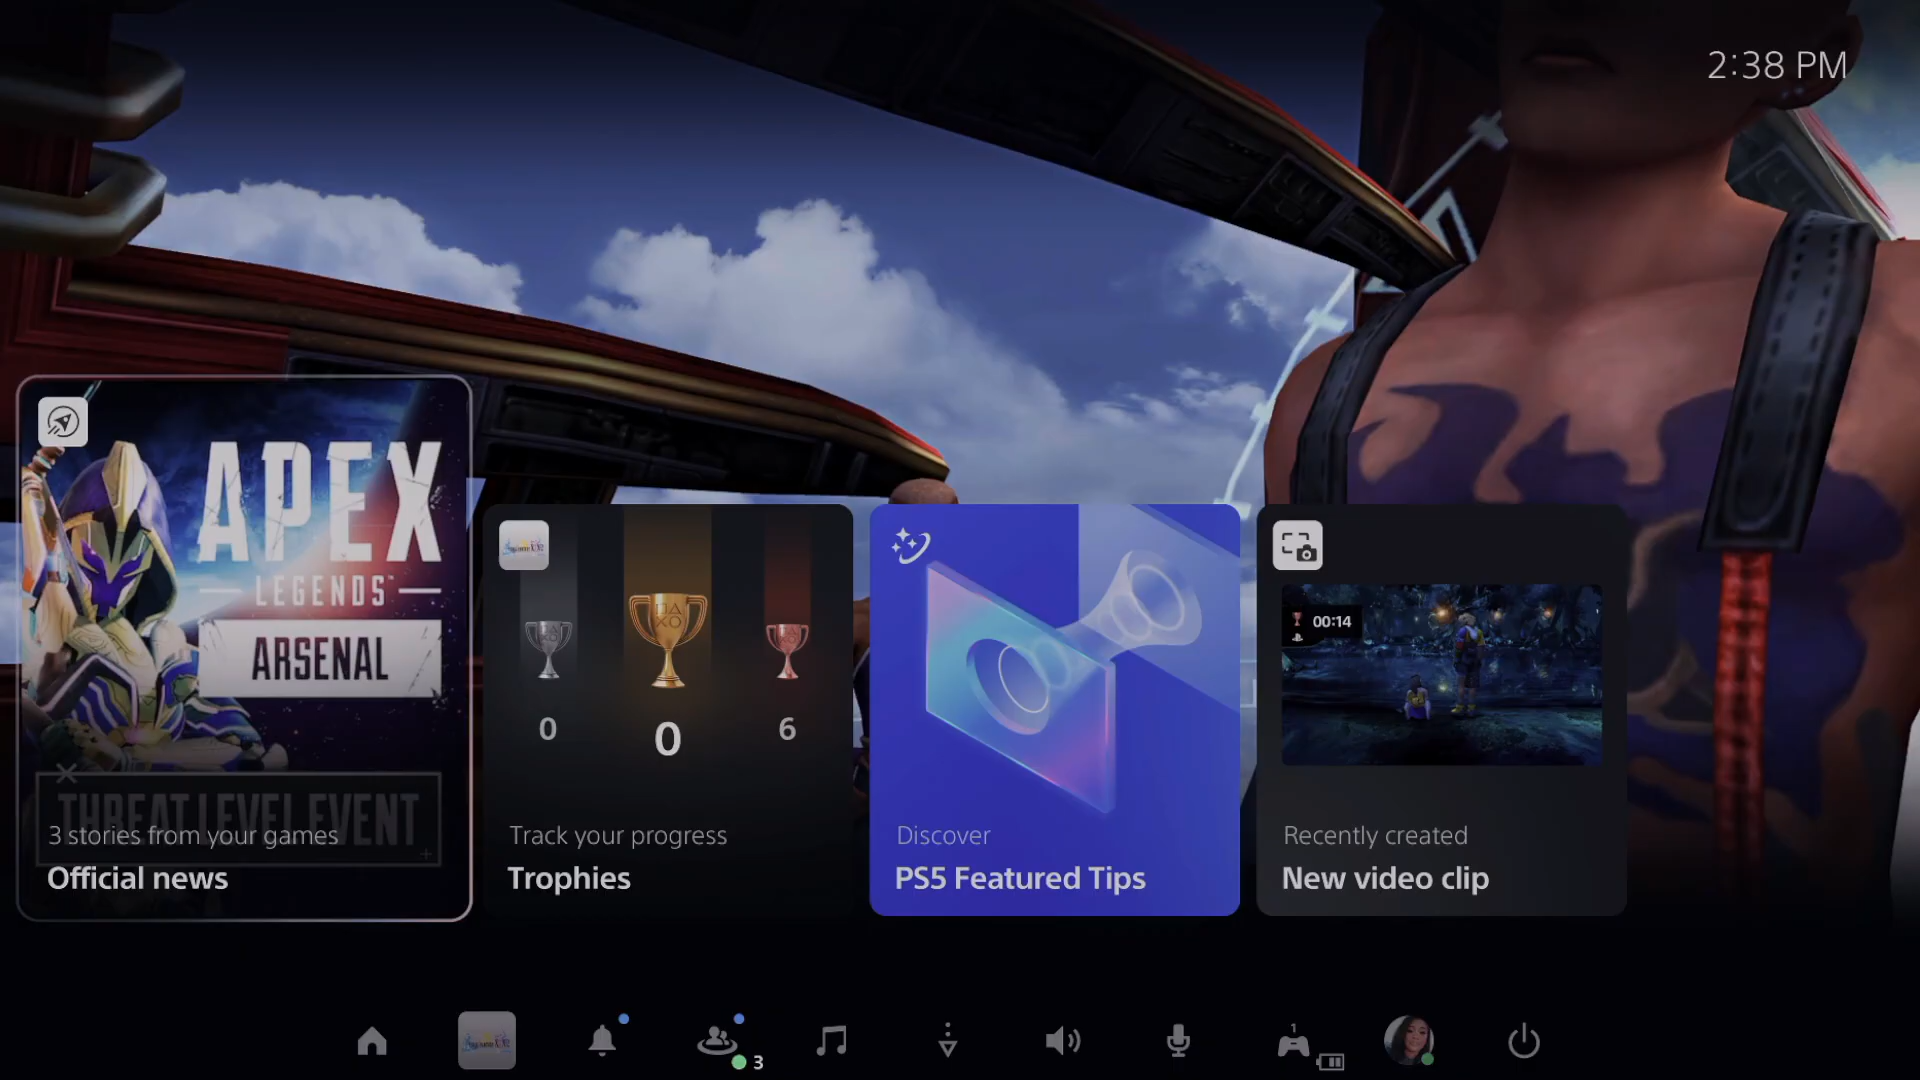 2:38 PM
APEX
LEGENDS
ARSENAL
THREAT LEVEL EVENT
3 stories from your games
Official news
0
0
6
Track your progress
Trophies
Discover
PS5 Featured Tips
00:14
Recently created
New video clip
3
1